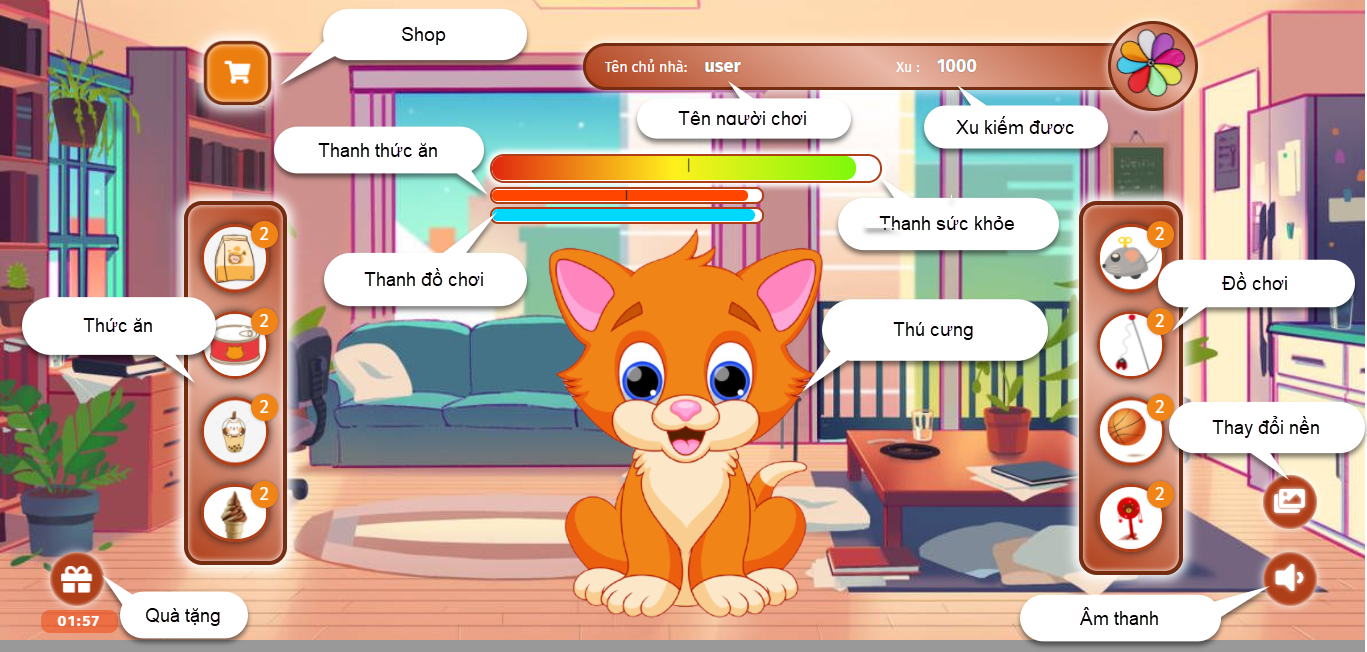 Shop
Tên chủ nhà: user Xu : 1000
Tên người chơi
Xu kiếm được
Thanh thức ăn
Thanh sức khỏe
Thanh đồ chơi
2
2
2
2
Thức ăn
Thú cưng
2
2
2
2
Đồ chơi
Thay đổi nền
01:57
Quà tặng
Âm thanh